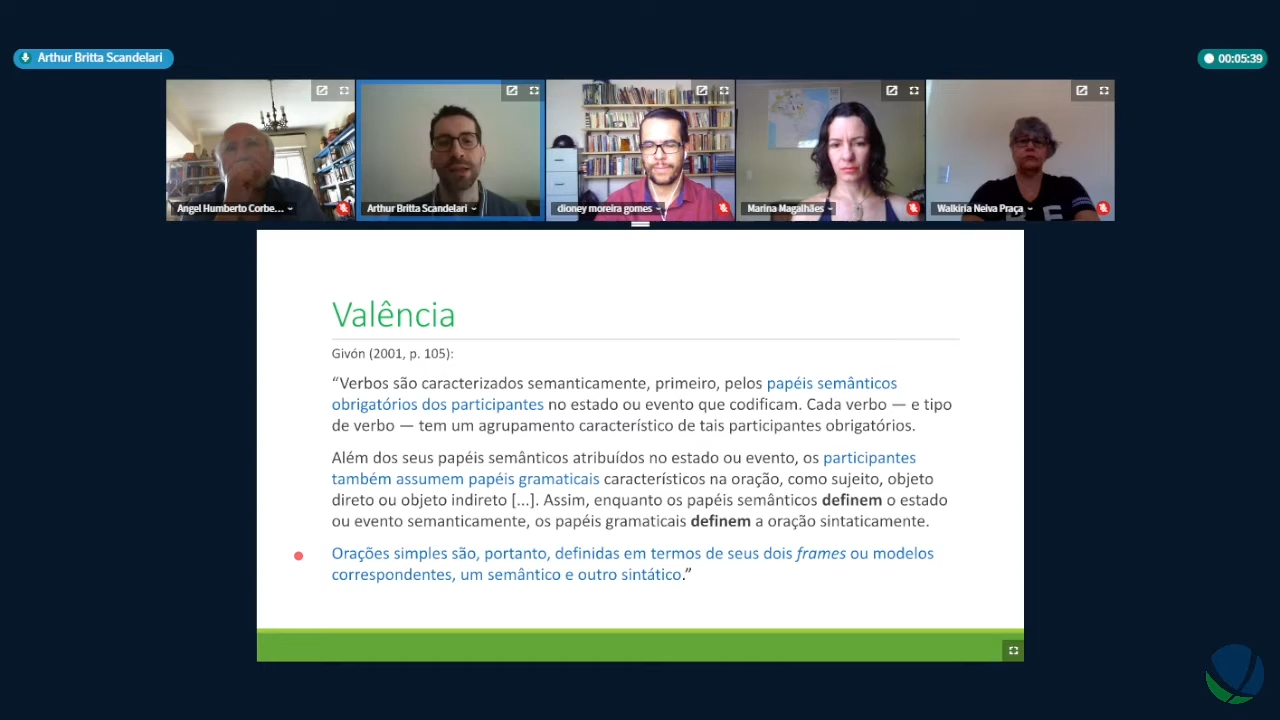 Arthur Britta Scandelari
00:05:39
Angel Humberto Corbe...
Arthur Britta Scandelari
dioney moreira gomes
Marina Magalhães
Walkiria Neiva Praça
Valência
Givón (2001, p. 105):
“Verbos são caracterizados semanticamente, primeiro, pelos papéis semânticos
obrigatórios dos participantes no estado ou evento que codificam. Cada verbo — e tipo
de verbo — tem um agrupamento característico de tais participantes obrigatórios.
Além dos seus papéis semânticos atribuídos no estado ou evento, os participantes
também assumem papéis gramaticais característicos na oração, como sujeito, objeto
direto ou objeto indireto [...]. Assim, enquanto os papéis semânticos definem o estado
ou evento semanticamente, os papéis gramaticais definem a oração sintaticamente.
Orações simples são, portanto, definidas em termos de seus dois frames ou modelos
correspondentes, um semântico e outro sintático.”